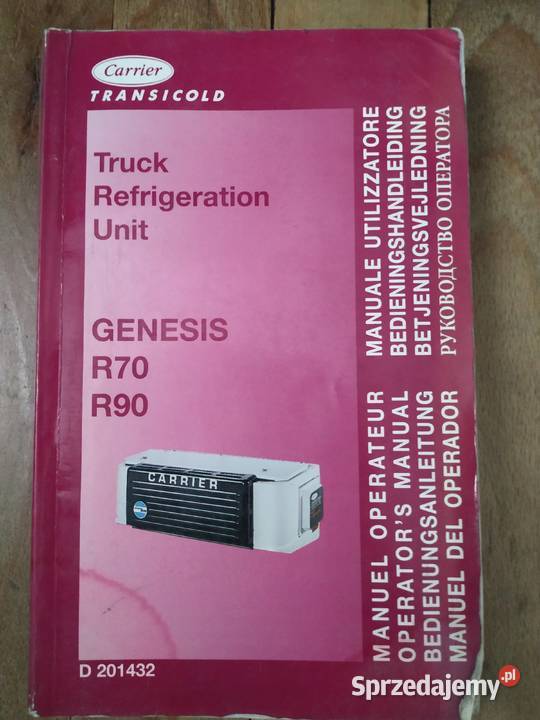 Carrier
TRANSICOLD
Truck
Refrigeration
Unit
GENESIS
R70
R90
CARRIER
D 201432
MANUEL OPERATEUR
OPERATOR'S MANUAL
BEDIENUNGSANLEITUNG
MANUEL DEL OPERADOR
MANUALE UTILIZZATORE
BEDIENINGSHANDLEIDING
BETJENINGSVEJLEDNING
РУКОВОДСТВО ОПЕРАТОРА
Sprzedajemy.pl